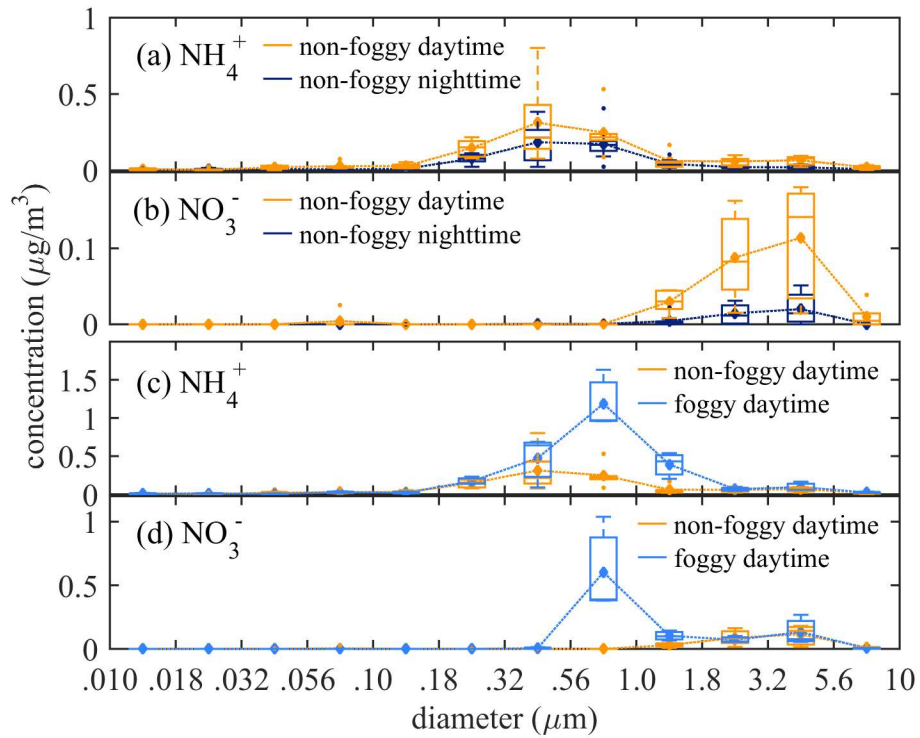 1
(a) NH₄⁺
non-foggy daytime
non-foggy nighttime
0.5
0
(b) NO₃⁻
non-foggy daytime
non-foggy nighttime
0.1
0
(c) NH₄⁺
non-foggy daytime
foggy daytime
1.5
1
0.5
0
(d) NO₃⁻
non-foggy daytime
foggy daytime
1
0.5
0
concentration (μg/m³)
.010 .018 .032 .056 .10 .18 .32 .56 1.0 1.8 3.2 5.6 10
diameter (μm)